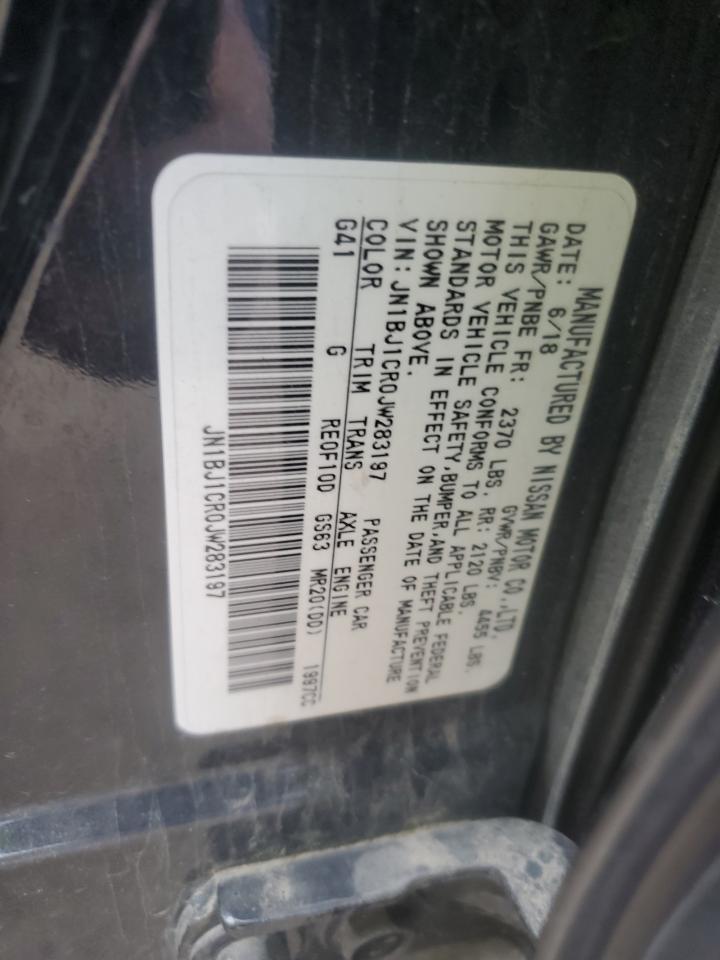 MANUFACTURED BY NISSAN MOTOR CO.,LTD.
DATE: 6/18 GVWR/PNBV: 4455 LBS.
GAWR/PNBE FR: 2370 LBS. RR: 2120 LBS.
THIS VEHICLE CONFORMS TO ALL APPLICABLE FEDERAL
MOTOR VEHICLE SAFETY,BUMPER,AND THEFT PREVENTION
STANDARDS IN EFFECT ON THE DATE OF MANUFACTURE
SHOWN ABOVE.
VIN: JN1BJ1CR0JW283197 PASSENGER CAR
COLOR TRIM TRANS AXLE ENGINE
G41 G RE0F10D GS63 MR20(DD) 1997CC
JN1BJ1CR0JW283197